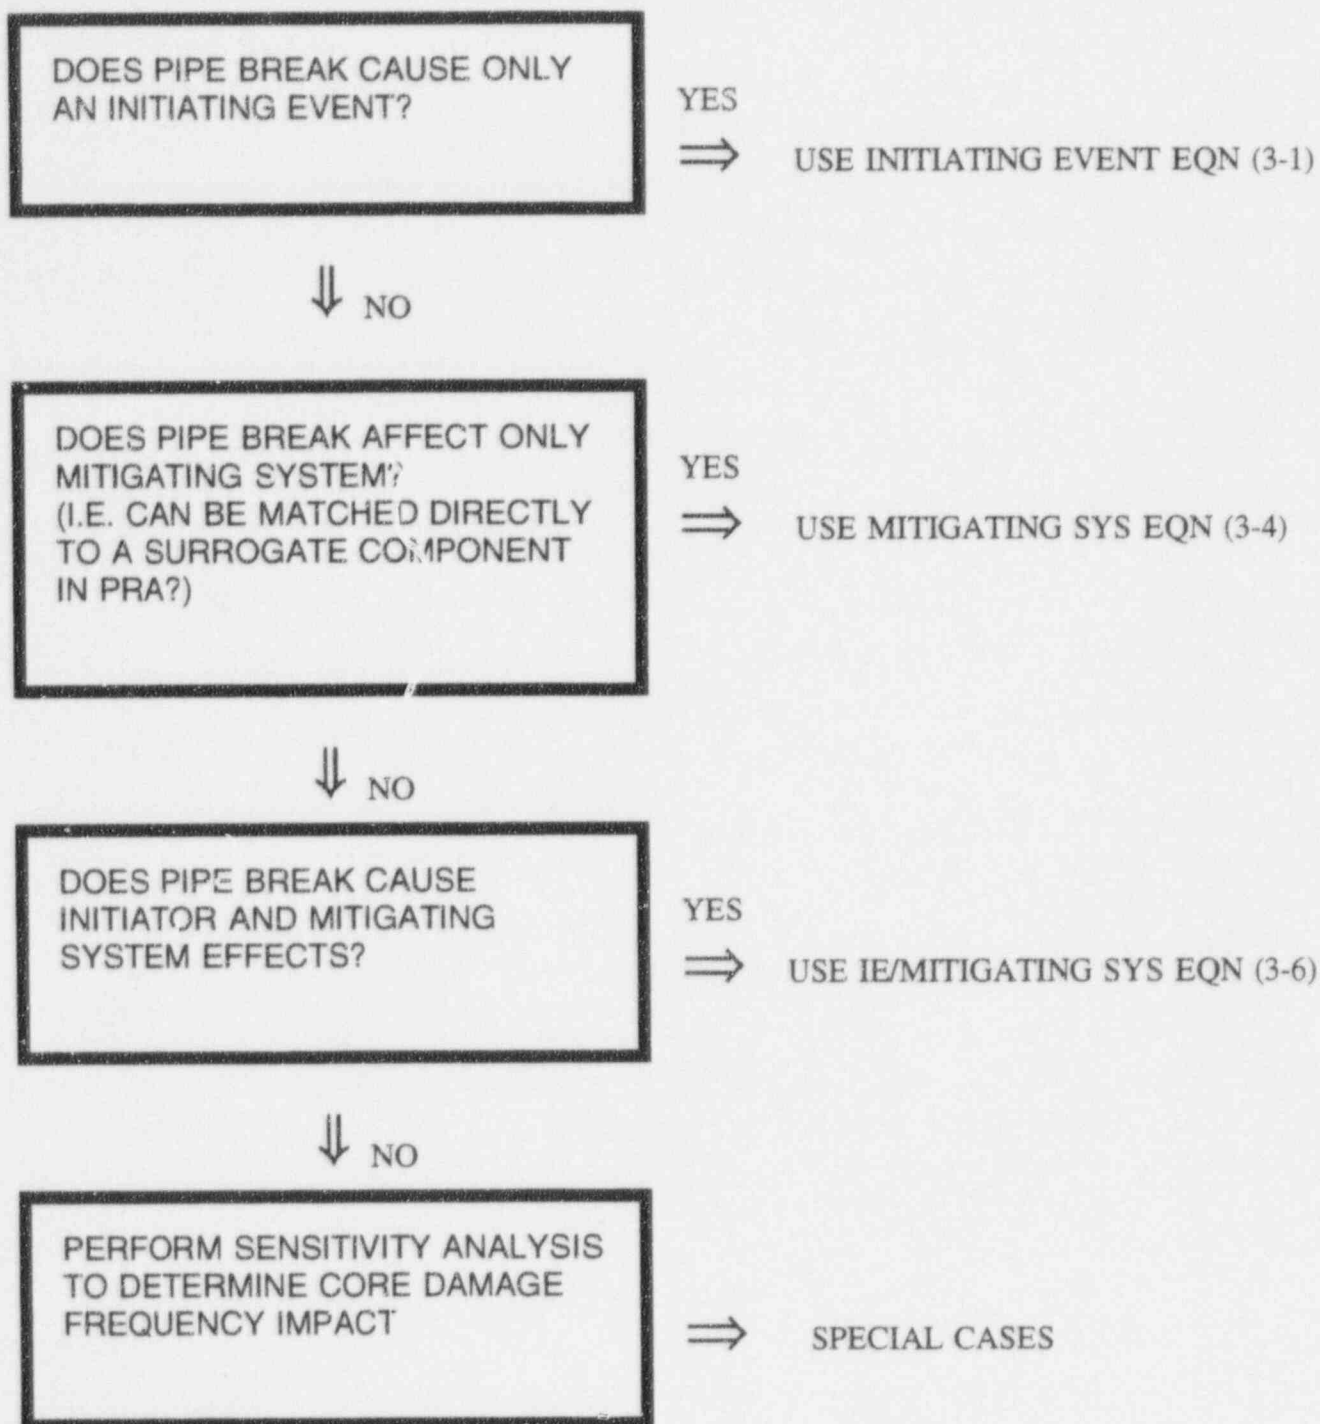 DOES PIPE BREAK CAUSE ONLY
AN INITIATING EVENT?
YES
USE INITIATING EVENT EQN (3-1)
NO
DOES PIPE BREAK AFFECT ONLY
MITIGATING SYSTEM?
(I.E. CAN BE MATCHED DIRECTLY
TO A SURROGATE COMPONENT
IN PRA?)
YES
USE MITIGATING SYS EQN (3-4)
NO
DOES PIPE BREAK CAUSE
INITIATOR AND MITIGATING
SYSTEM EFFECTS?
YES
USE IE/MITIGATING SYS EQN (3-6)
NO
PERFORM SENSITIVITY ANALYSIS
TO DETERMINE CORE DAMAGE
FREQUENCY IMPACT
SPECIAL CASES